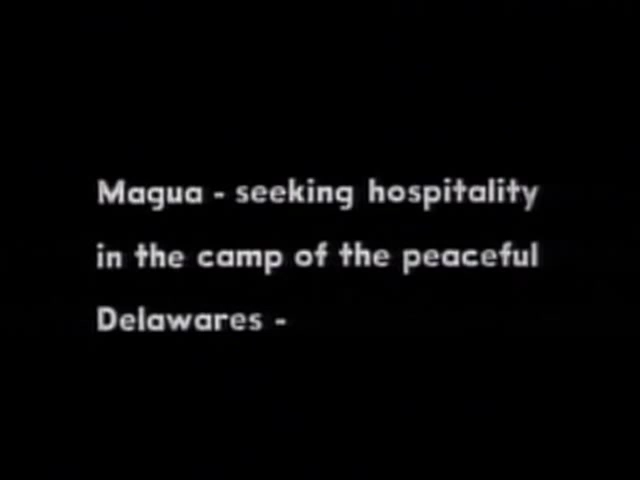 Magua - seeking hospitality
in the camp of the peaceful
Delawares -